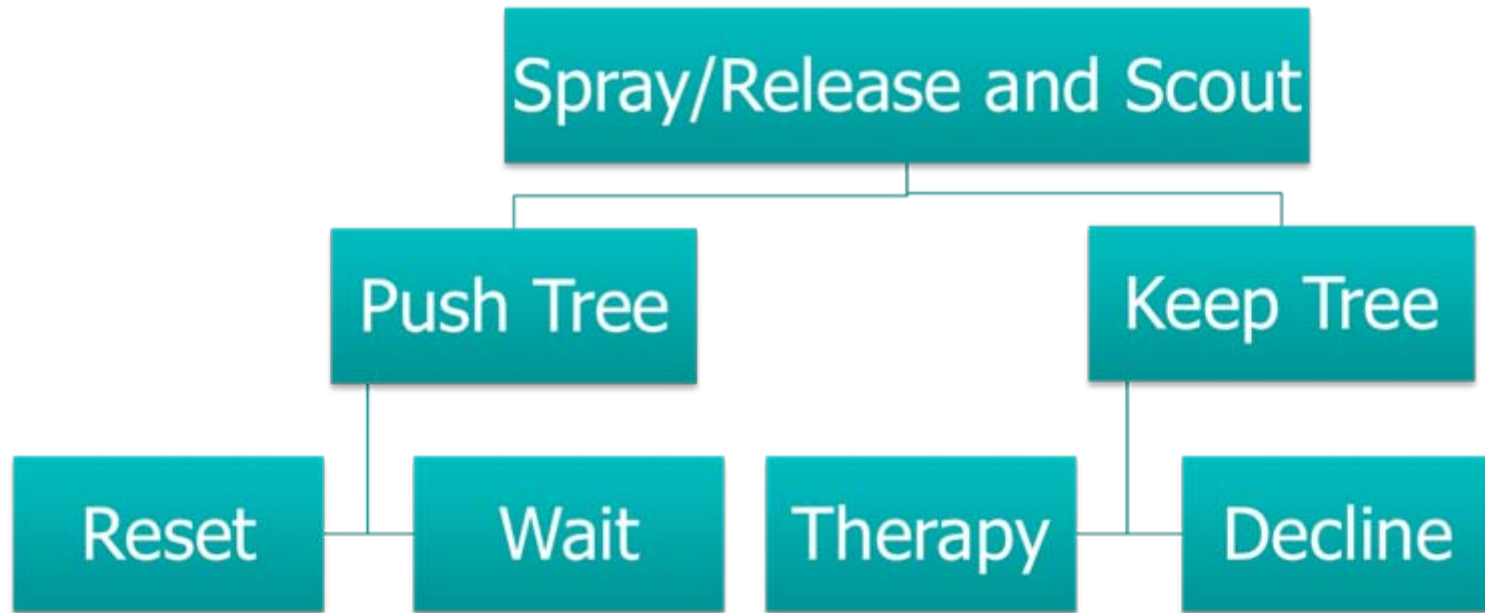 Spray/Release and Scout
Push Tree
Keep Tree
Reset
Wait
Therapy
Decline